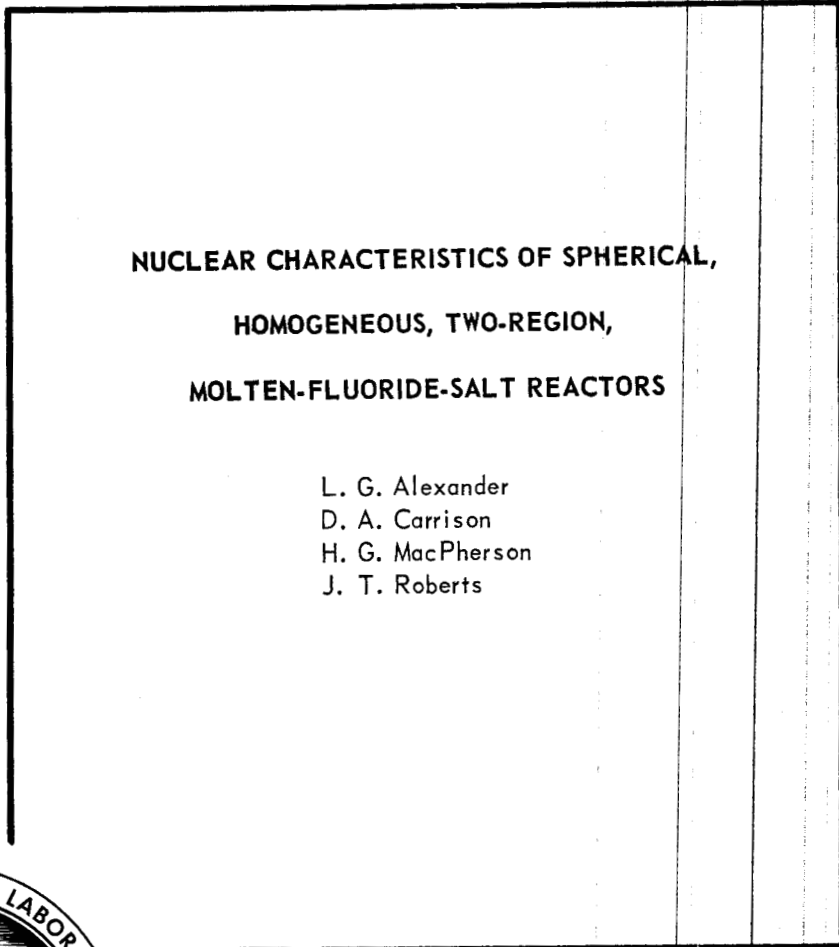 NUCLEAR CHARACTERISTICS OF SPHERICAL,
HOMOGENEOUS, TWO-REGION,
MOLTEN-FLUORIDE-SALT REACTORS
L. G. Alexander
D. A. Carrison
H. G. MacPherson
J. T. Roberts
LABOR